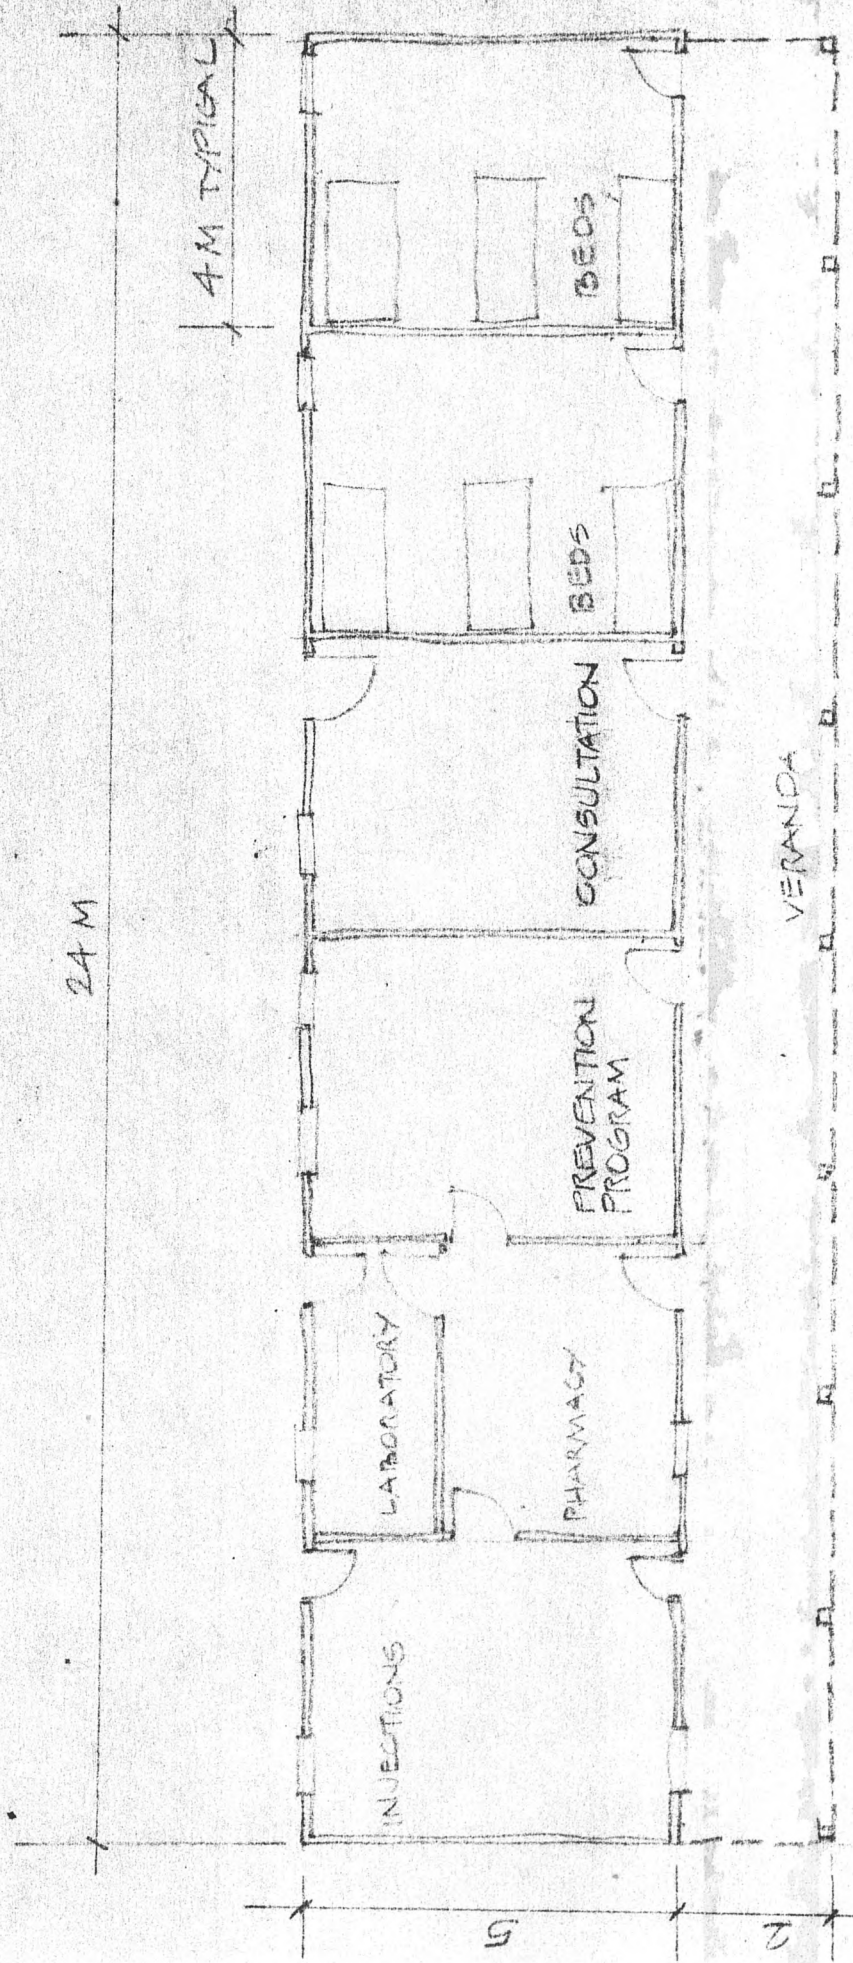 24 M
4 M TYPICAL
INJECTIONS
LABORATORY
PHARMACY
PREVENTION
PROGRAM
CONSULTATION
BEDS
BEDS
VERANDA
5
2